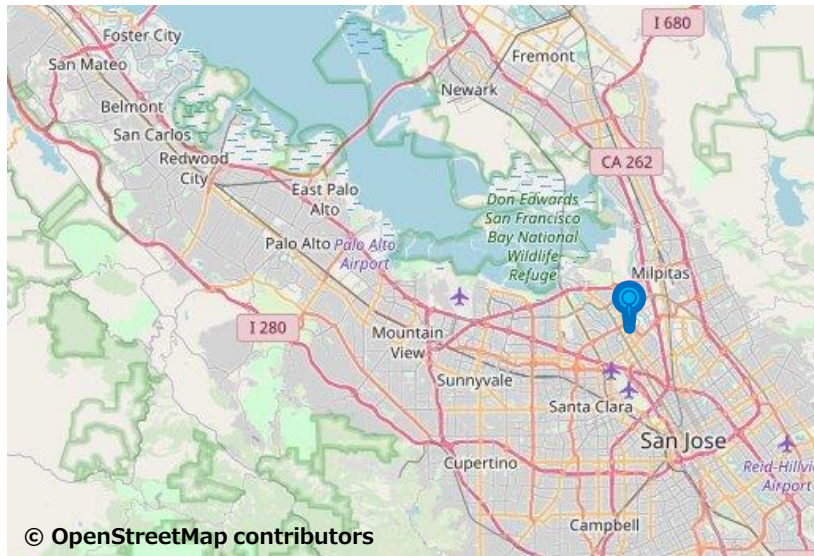 Foster City
San Mateo
Belmont
San Carlos
Redwood
City
East Palo
Alto
Palo Alto
Palo Alto
Airport
I 280
Mountain
View
Sunnyvale
Cupertino
I 680
Fremont
Newark
CA 262
Don Edwards
San Francisco
Bay National
Wildlife
Refuge
Milpitas
Santa Clara
San Jose
Reid-Hillvi
Airport
Campbell
© OpenStreetMap contributors